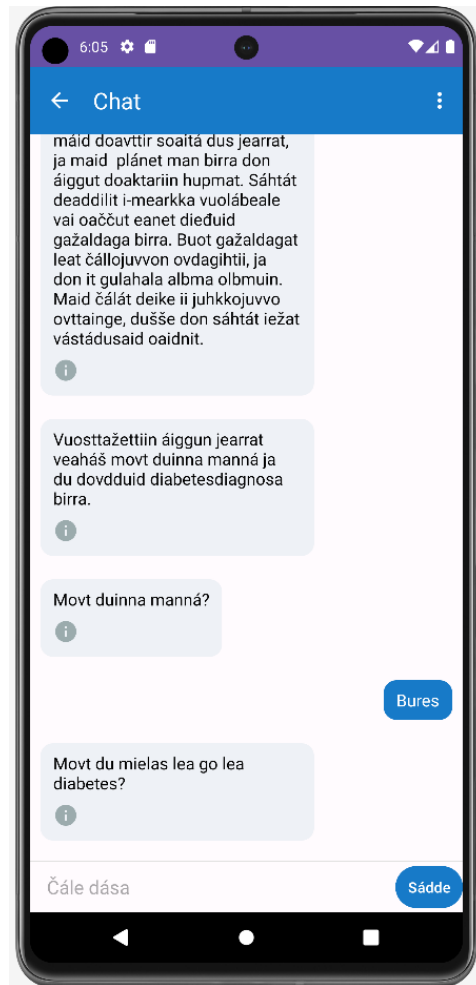 6:05
Chat
máid doavttir soaitá dus jearrat,
ja maid plánet man birra don
áiggut doaktariin hupmat. Sáhtát
deaddilit i-mearkka vuolábeale
vai oaččut eanet dieđuid
gažaldaga birra. Buot gažaldagat
leat čállojuvvon ovdagihtii, ja
don it gulahala albma olbmuin.
Maid čálát deike ii juhkkojuvvo
ovttainge, dušše don sáhtát iežat
vástádusaid oaidnit.
i
Vuosttažettiin áiggun jearrat
veaháš movt duinna manná ja
du dovdduid diabetesdiagnosa
birra.
i
Movt duinna manná?
i
Bures
Movt du mielas lea go lea
diabetes?
i
Čále dása
Sádde